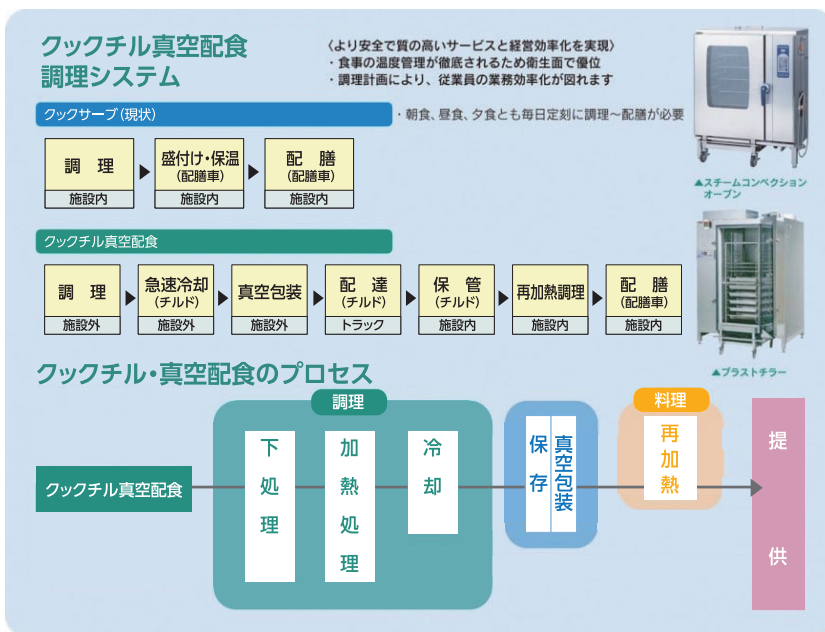 クックチル真空配食
調理システム
〈より安全で質の高いサービスと経営効率化を実現〉
・食事の温度管理が徹底されるため衛生面で優位
・調理計画により、従業員の業務効率化が図れます
クックサーブ（現状）
・朝食、昼食、夕食とも毎日定刻に調理～配膳が必要
調理
施設内
盛付け・保温
（配膳車）
施設内
配膳
（配膳車）
施設内
▲スチームコンベクション
オーブン
クックチル真空配食
調理
施設外
急速冷却
（チルド）
施設外
真空包装
施設外
配達
（チルド）
トラック
保管
（チルド）
施設内
再加熱調理
施設内
配膳
（配膳車）
施設内
▲ブラストチラー
クックチル・真空配食のプロセス
クックチル真空配食
調理
下処理
加熱処理
冷却
保存
真空包装
料理
再加熱
提供